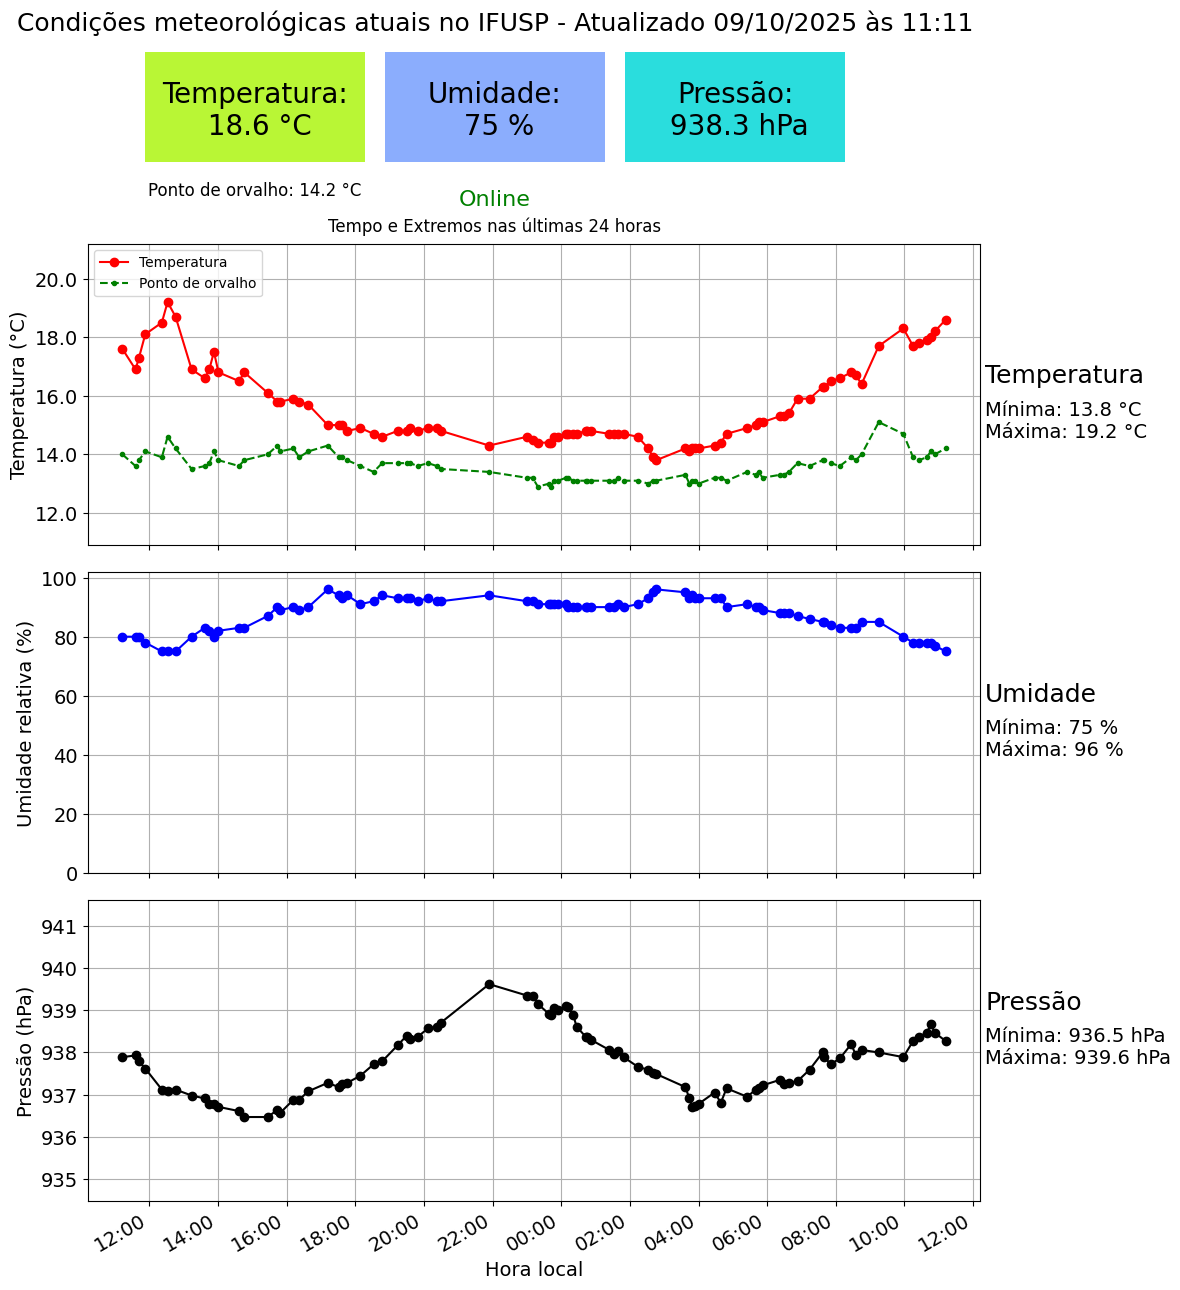 Condições meteorológicas atuais no IFUSP - Atualizado 09/10/2025 às 11:11
Temperatura:
18.6 °C
Umidade:
75 %
Pressão:
938.3 hPa
Ponto de orvalho: 14.2 °C
Online
Tempo e Extremos nas últimas 24 horas
Temperatura
Ponto de orvalho
Temperatura (°C)
20.0
18.0
16.0
14.0
12.0
Temperatura
Mínima: 13.8 °C
Máxima: 19.2 °C
Umidade relativa (%)
100
80
60
40
20
0
Umidade
Mínima: 75 %
Máxima: 96 %
Pressão (hPa)
941
940
939
938
937
936
935
Pressão
Mínima: 936.5 hPa
Máxima: 939.6 hPa
12:00
14:00
16:00
18:00
20:00
22:00
00:00
02:00
04:00
06:00
08:00
10:00
12:00
Hora local